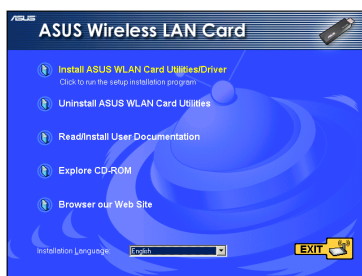 ASUS
ASUS Wireless LAN Card
Install ASUS WLAN Card Utilities/Driver
Click to run the setup installation program
Uninstall ASUS WLAN Card Utilities
Read/Install User Documentation
Explore CD-ROM
Browser our Web Site
Installation Language: English
EXIT